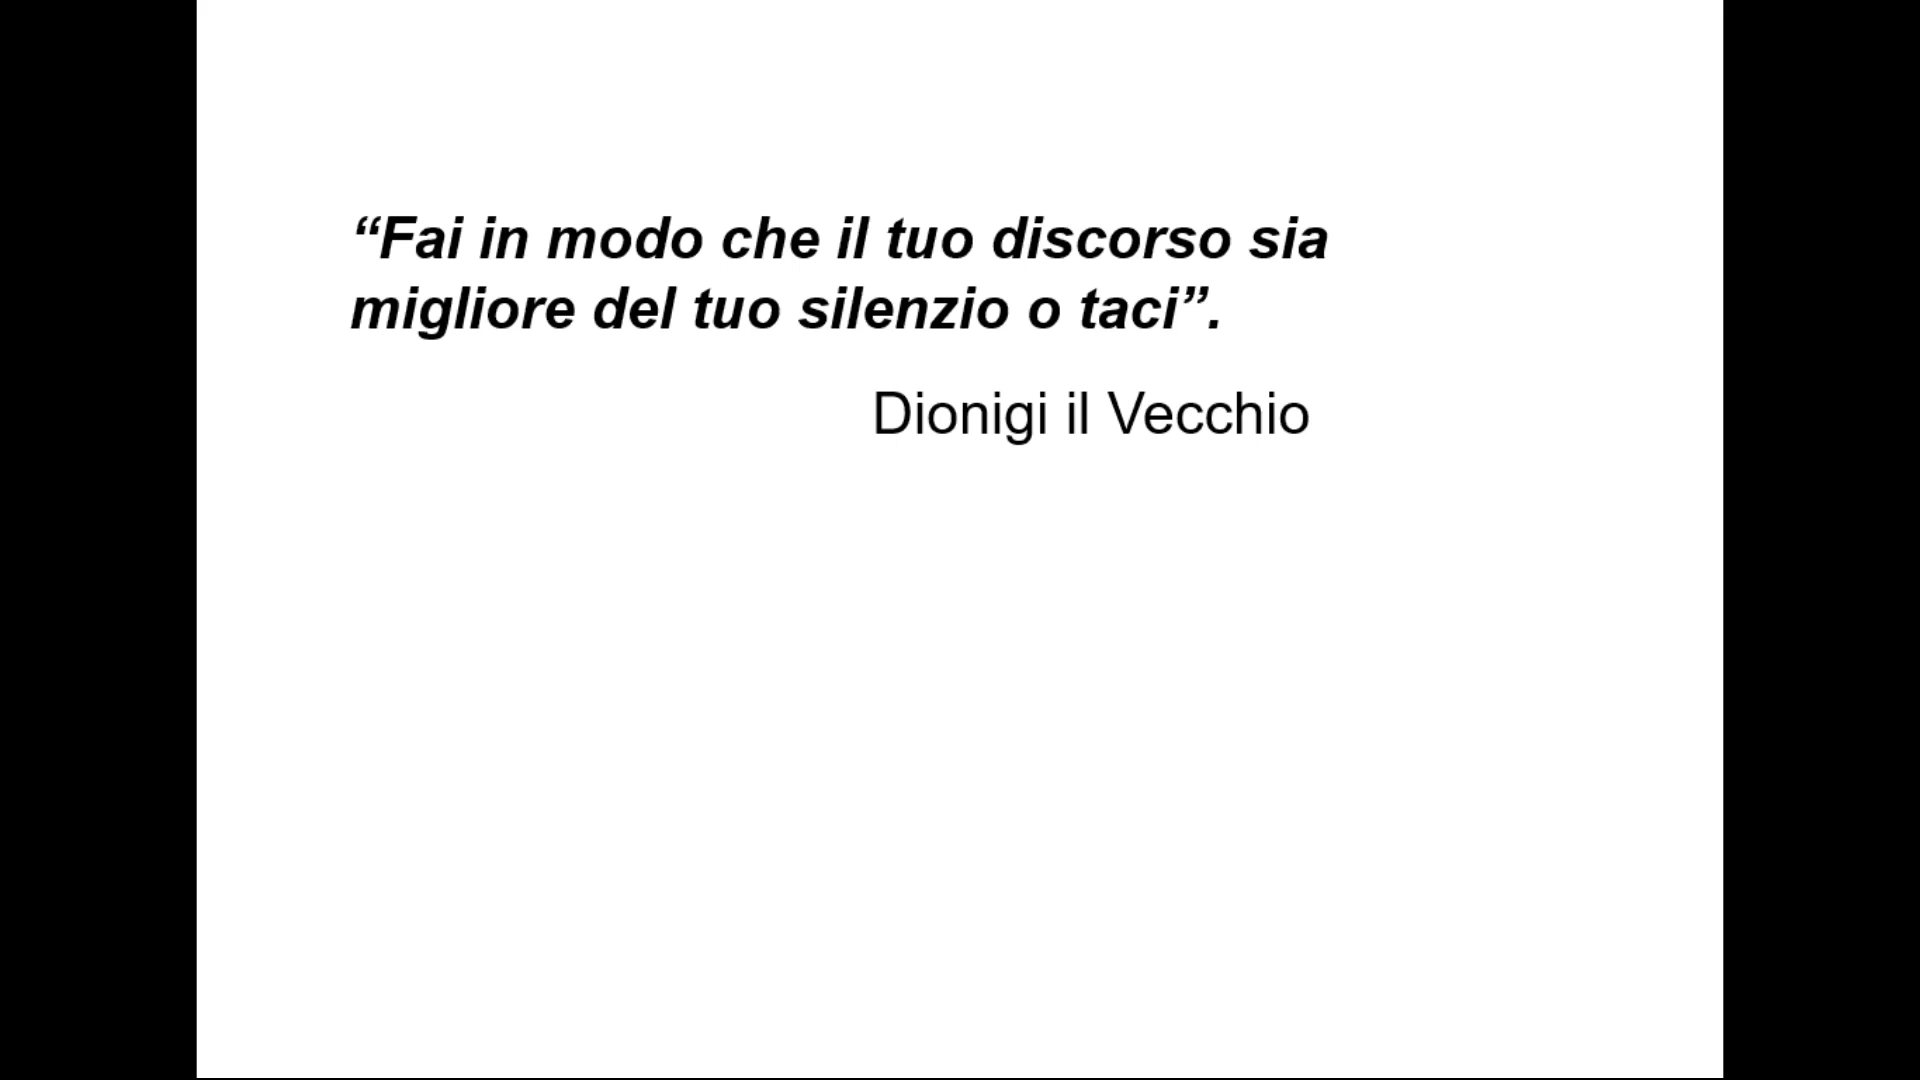 “Fai in modo che il tuo discorso sia
migliore del tuo silenzio o taci”.
Dionigi il Vecchio